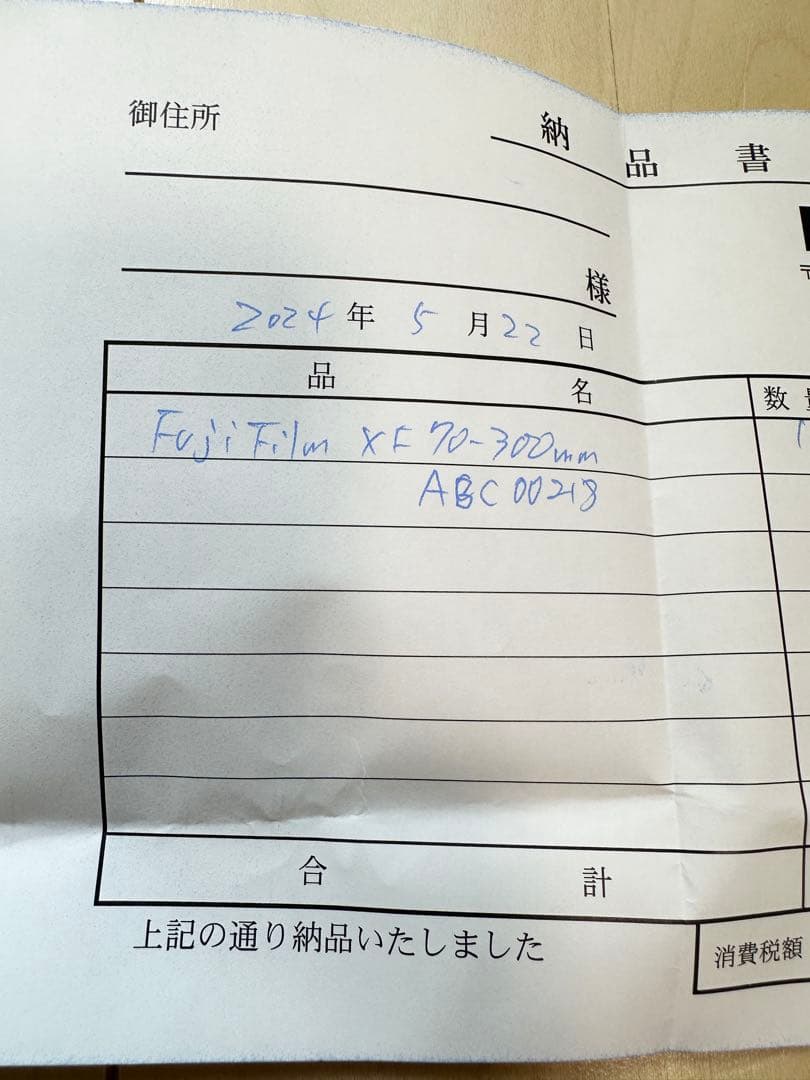 御住所
納品書
様
〒
2024年5月22日
品名 数量
FujiFilm XF 70-300mm 1
ABC00218
合計
上記の通り納品いたしました
消費税額